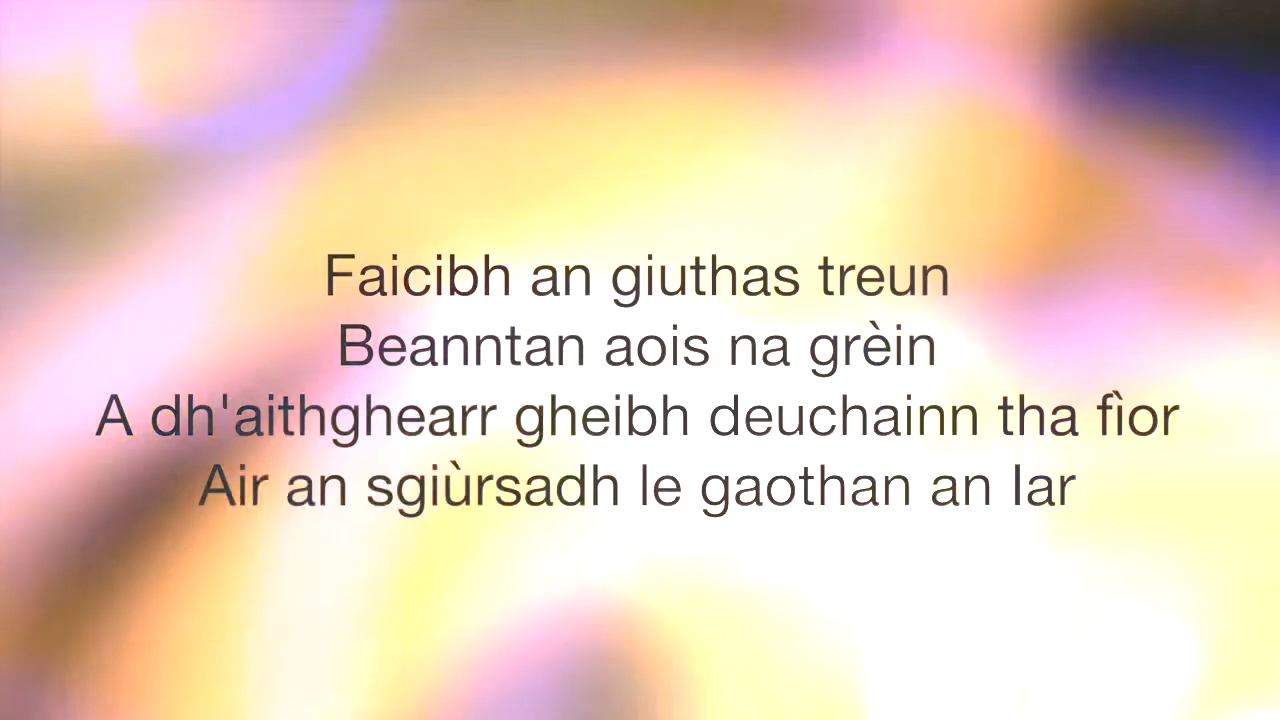 Faicibh an giuthas treun
Beanntan aois na grèin
A dh'aithghearr gheibh deuchainn tha fìor
Air an sgiùrsadh le gaothan an Iar